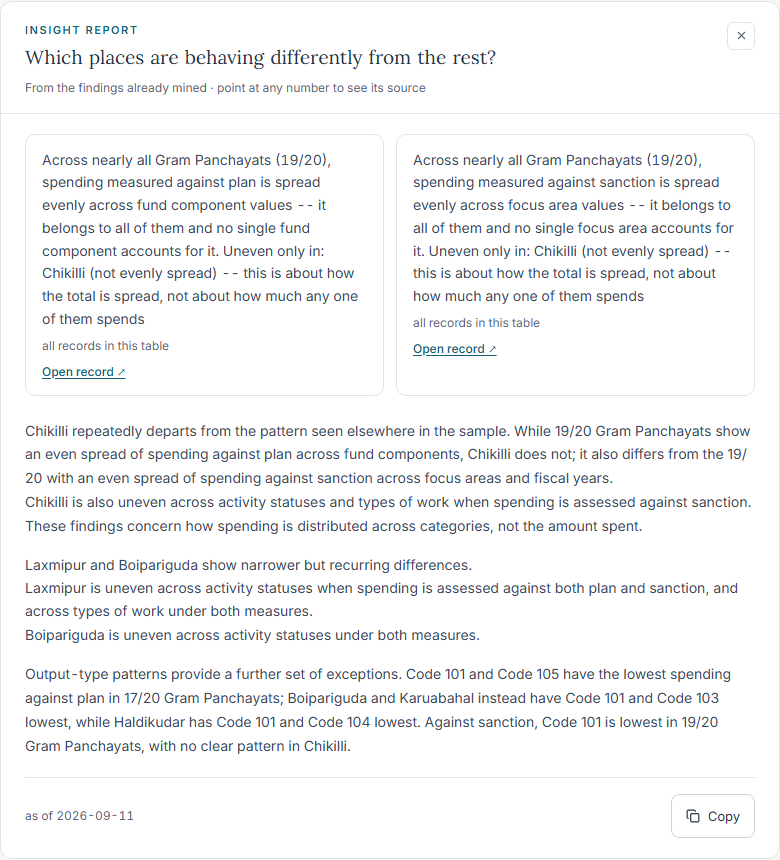 INSIGHT REPORT
Which places are behaving differently from the rest?
From the findings already mined · point at any number to see its source
Across nearly all Gram Panchayats (19/20),
spending measured against plan is spread
evenly across fund component values -- it
belongs to all of them and no single fund
component accounts for it. Uneven only in:
Chikilli (not evenly spread) -- this is about how
the total is spread, not about how much any one
of them spends
all records in this table
Open record ↗
Across nearly all Gram Panchayats (19/20),
spending measured against sanction is spread
evenly across focus area values -- it belongs to
all of them and no single focus area accounts for
it. Uneven only in: Chikilli (not evenly spread) --
this is about how the total is spread, not about
how much any one of them spends
all records in this table
Open record ↗
Chikilli repeatedly departs from the pattern seen elsewhere in the sample. While 19/20 Gram Panchayats show
an even spread of spending against plan across fund components, Chikilli does not; it also differs from the 19/
20 with an even spread of spending against sanction across focus areas and fiscal years.
Chikilli is also uneven across activity statuses and types of work when spending is assessed against sanction.
These findings concern how spending is distributed across categories, not the amount spent.
Laxmipur and Boipariguda show narrower but recurring differences.
Laxmipur is uneven across activity statuses when spending is assessed against both plan and sanction, and
across types of work under both measures.
Boipariguda is uneven across activity statuses under both measures.
Output-type patterns provide a further set of exceptions. Code 101 and Code 105 have the lowest spending
against plan in 17/20 Gram Panchayats; Boipariguda and Karuabahal instead have Code 101 and Code 103
lowest, while Haldikudar has Code 101 and Code 104 lowest. Against sanction, Code 101 is lowest in 19/20
Gram Panchayats, with no clear pattern in Chikilli.
as of 2026-09-11
Copy